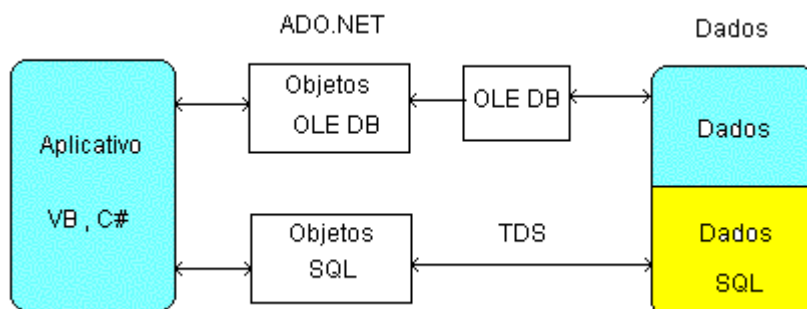 ADO.NET
Dados
Aplicativo
VB , C#
Objetos
OLE DB
OLE DB
Dados
Objetos
SQL
TDS
Dados
SQL